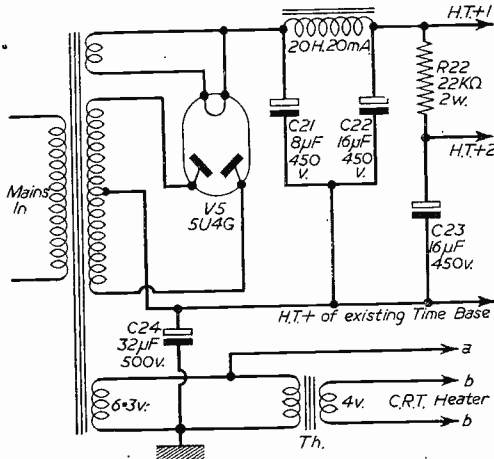 H.T.+1
20H.20mA.
R22
22KΩ
2w.
C21
8µF
450
v.
C22
16µF
450
v.
H.T.+2
Mains
In
V5
5U4G
C23
16µF
450v.
H.T.+ of existing Time Base
C24
32µF
500v.
a
6·3v.
4v.
b
C.R.T. Heater
b
Th.